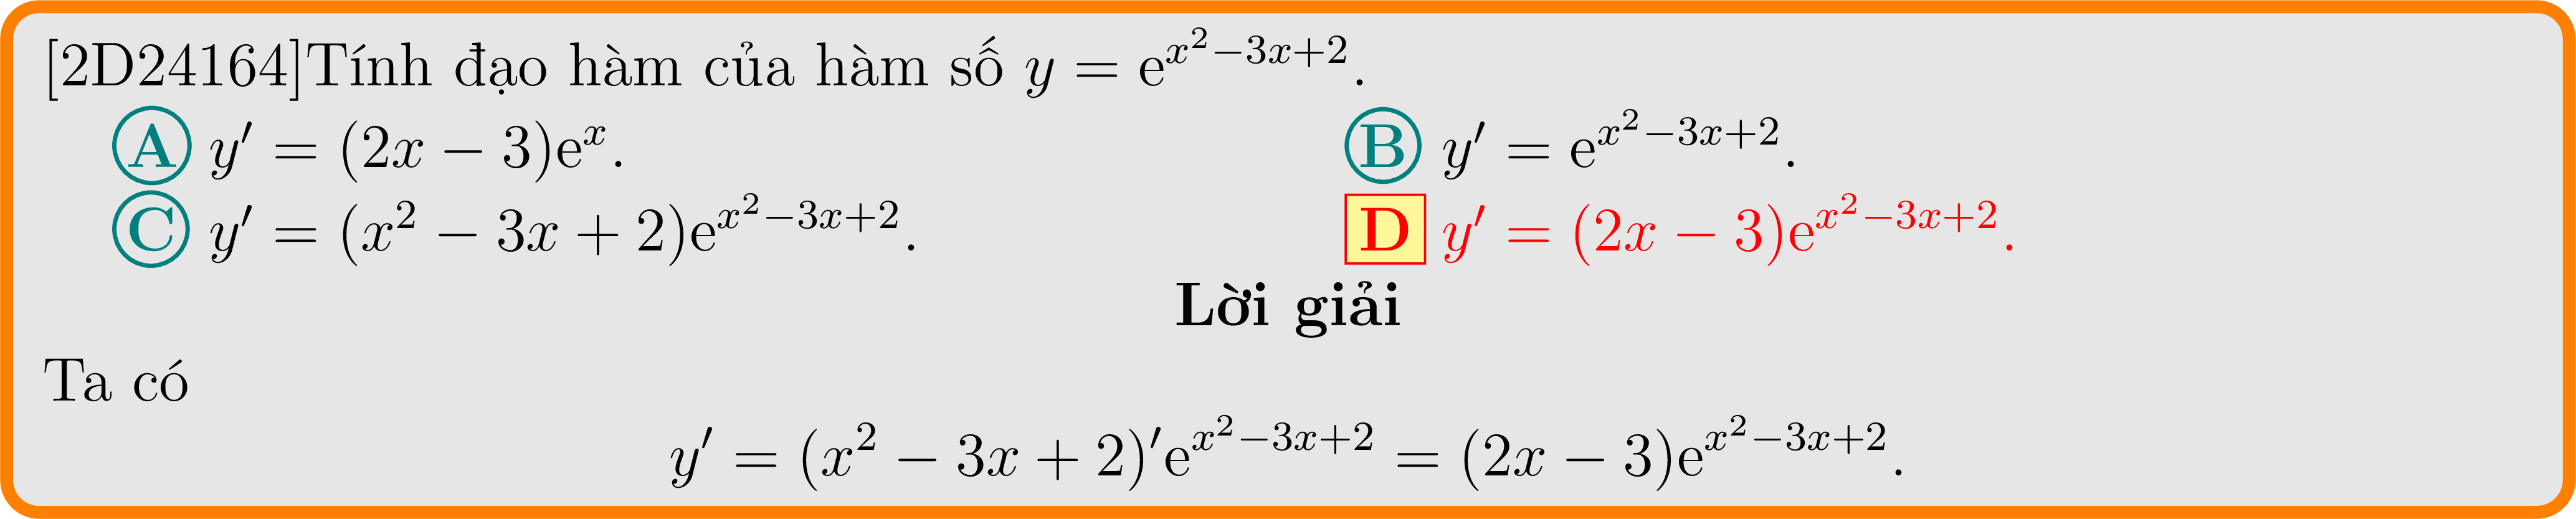 [2D24164]Tính đạo hàm của hàm số $y = \mathrm{e}^{x^2-3x+2}$.
A $y' = (2x - 3)\mathrm{e}^x$. B $y' = \mathrm{e}^{x^2-3x+2}$.
C $y' = (x^2 - 3x + 2)\mathrm{e}^{x^2-3x+2}$. D $y' = (2x - 3)\mathrm{e}^{x^2-3x+2}$.
Lời giải
Ta có
$y' = (x^2 - 3x + 2)'\mathrm{e}^{x^2-3x+2} = (2x - 3)\mathrm{e}^{x^2-3x+2}$.